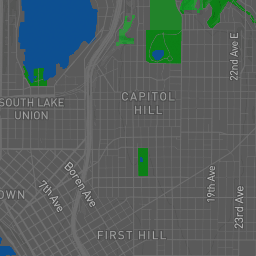 22nd Ave E
SOUTH LAKE
UNION
CAPITOL
HILL
Boren Ave
7th Ave
19th Ave
23rd Ave
OWN
FIRST HILL